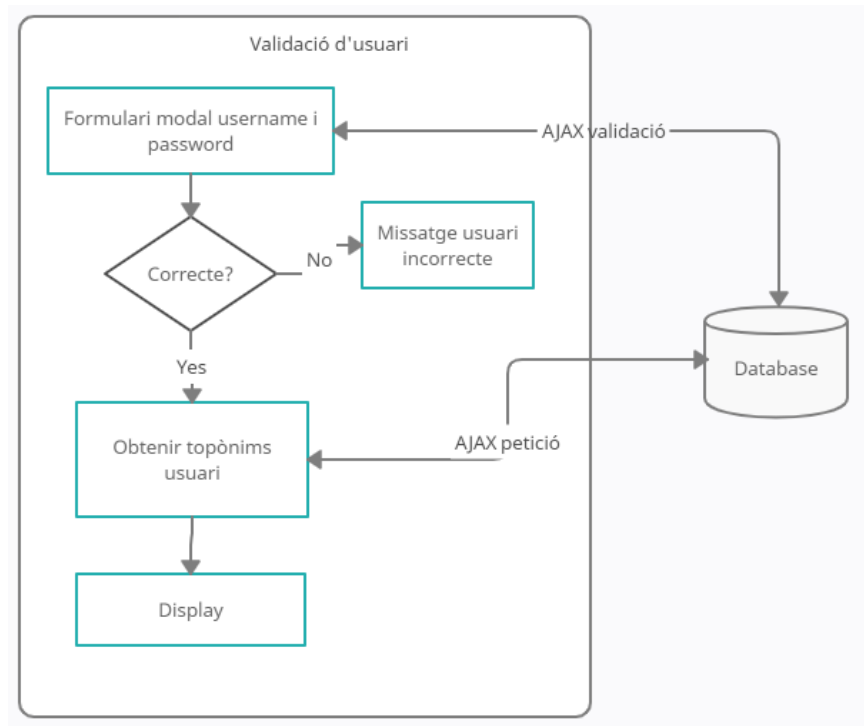 Validació d'usuari
Formulari modal username i
password
AJAX validació
Correcte?
No
Missatge usuari
incorrecte
Yes
Database
Obtenir topònims
usuari
AJAX petició
Display